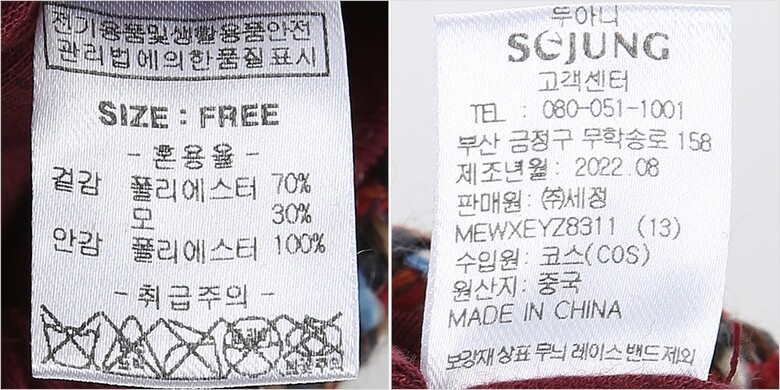 전기용품및생활용품안전
관리법에의한품질표시
SIZE : FREE
- 혼용율 -
겉감 폴리에스터 70%
모 30%
안감 폴리에스터 100%
- 취급주의 -
두아니
SEJUNG
고객센터
TEL : 080-051-1001
부산 금정구 무학송로 158
제조년월 : 2022.08
판매원 : ㈜세정
MEWXEYZ8311 (13)
수입원 : 코스(COS)
원산지 : 중국
MADE IN CHINA
보강재 상표 무늬 레이스 밴드 제외